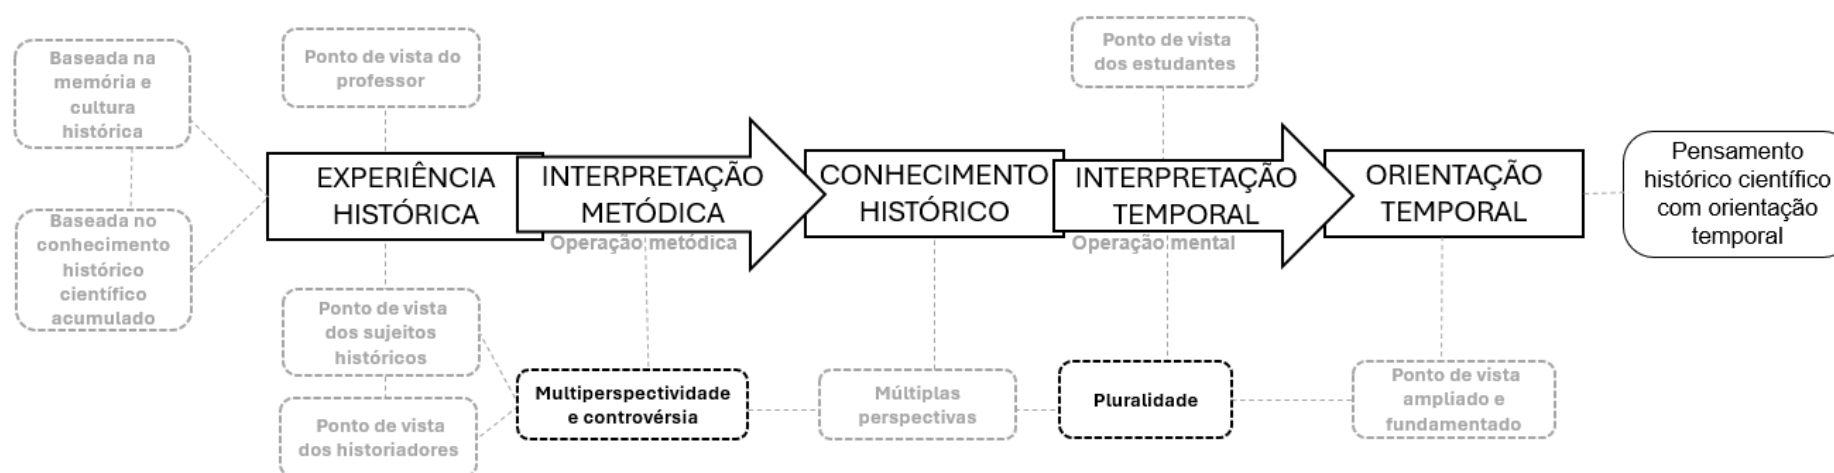 Baseada na
memória e
cultura
histórica
Baseada no
conhecimento
histórico
científico
acumulado
Ponto de vista do
professor
EXPERIÊNCIA
HISTÓRICA
Ponto de vista
dos sujeitos
históricos
Ponto de vista
dos historiadores
INTERPRETAÇÃO
METÓDICA
Operação metódica
Multiperspectividade
e controvérsia
CONHECIMENTO
HISTÓRICO
Múltiplas
perspectivas
Ponto de vista
dos estudantes
INTERPRETAÇÃO
TEMPORAL
Operação mental
Pluralidade
ORIENTAÇÃO
TEMPORAL
Ponto de vista
ampliado e
fundamentado
Pensamento
histórico científico
com orientação
temporal